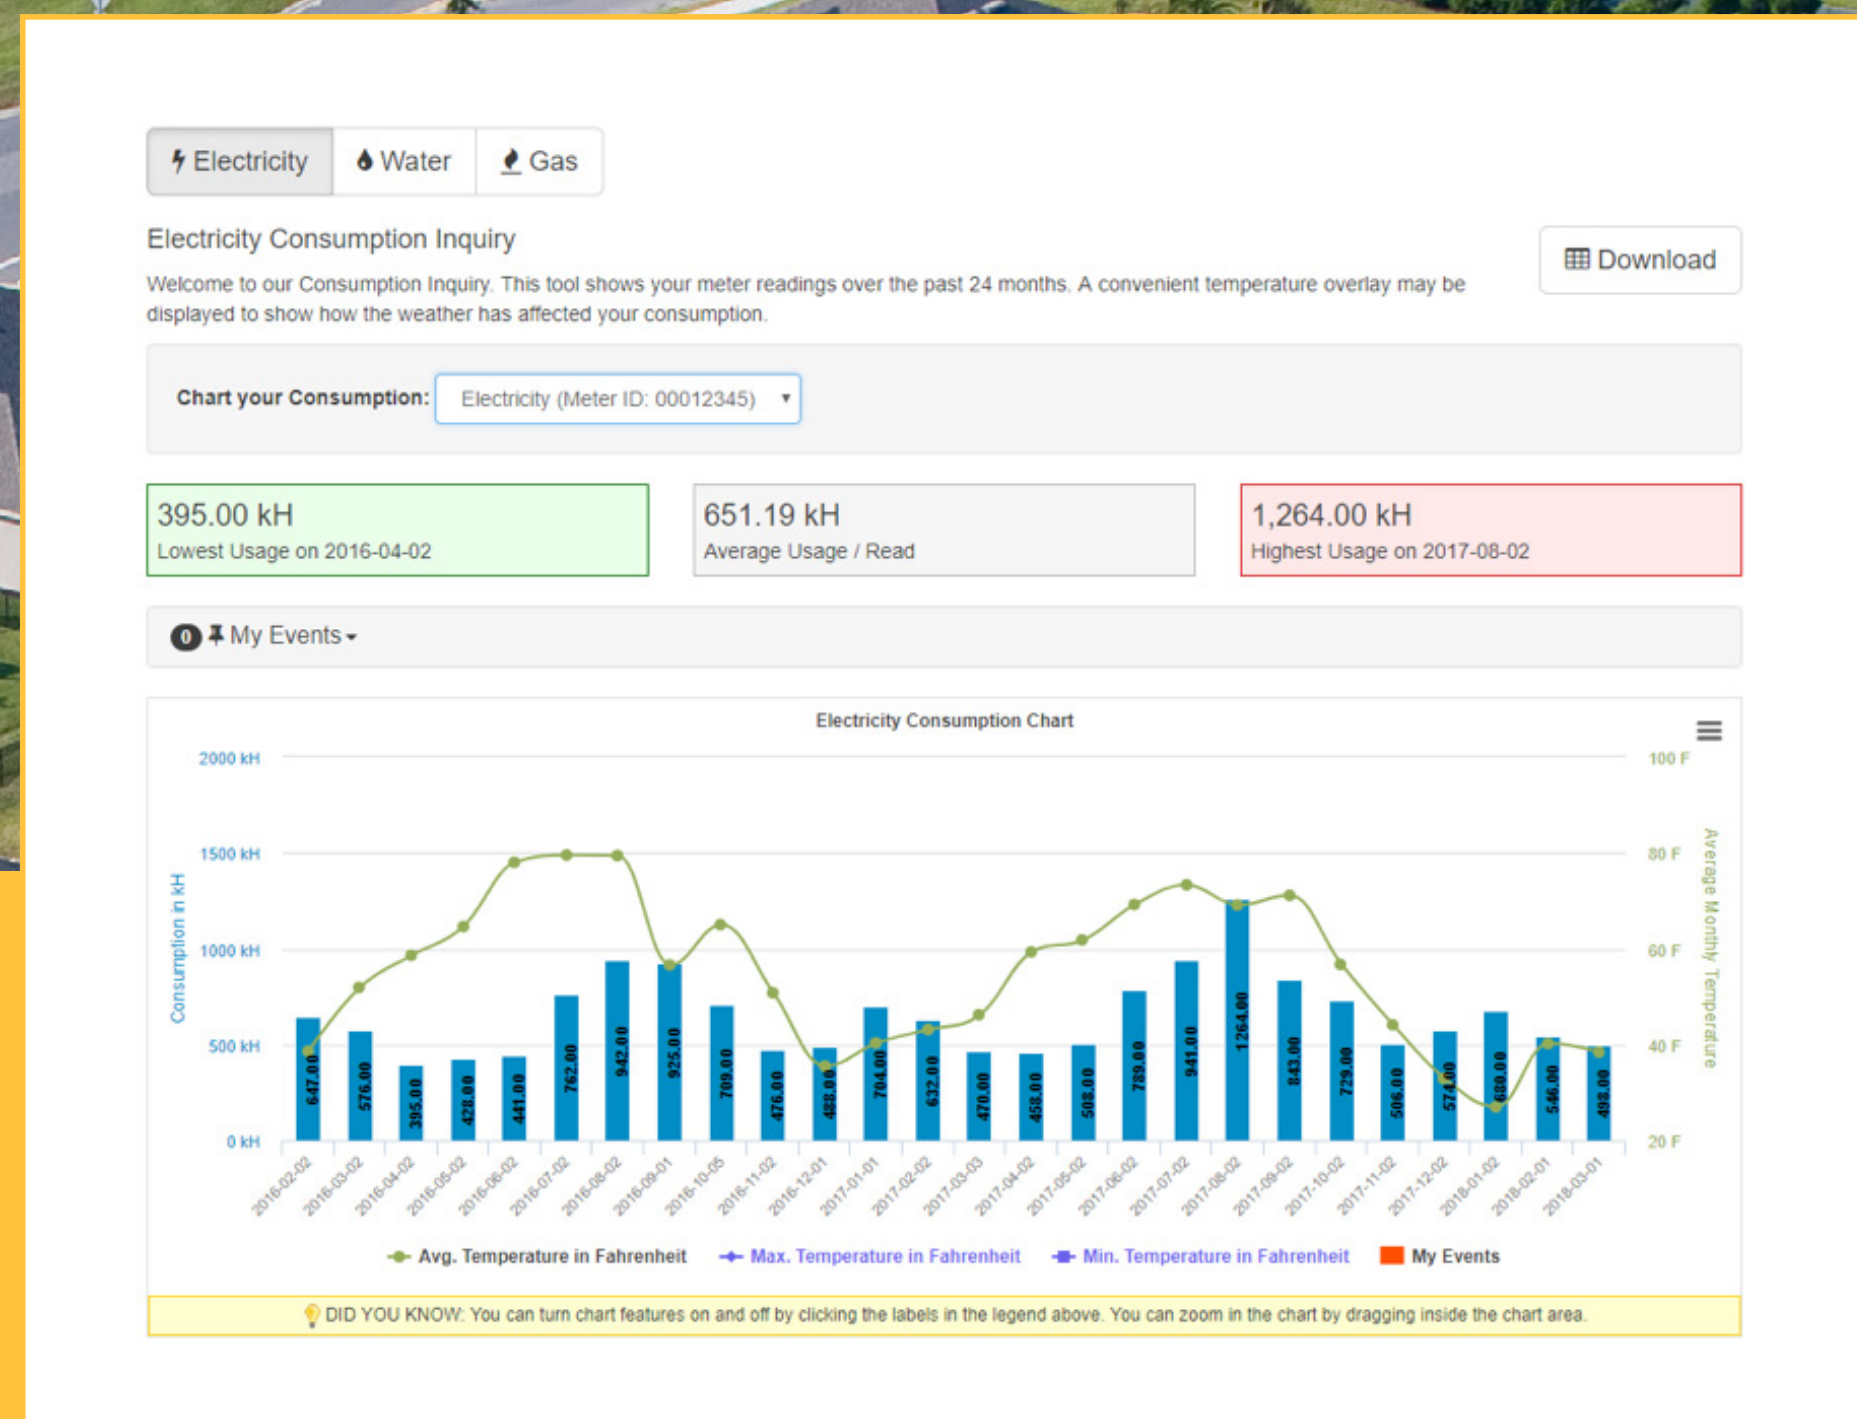 Electricity Water Gas
Electricity Consumption Inquiry
Download
Welcome to our Consumption Inquiry. This tool shows your meter readings over the past 24 months. A convenient temperature overlay may be
displayed to show how the weather has affected your consumption.
Chart your Consumption: Electricity (Meter ID: 00012345)
395.00 kH
Lowest Usage on 2016-04-02
651.19 kH
Average Usage / Read
1,264.00 kH
Highest Usage on 2017-08-02
0 My Events
Electricity Consumption Chart
Consumption in kH
2000 kH
1500 kH
1000 kH
500 kH
0 kH
100 F
80 F
60 F
40 F
20 F
Average Monthly Temperature
647.00
576.00
395.00
428.00
441.00
762.00
942.00
925.00
709.00
476.00
488.00
704.00
632.00
470.00
458.00
508.00
789.00
941.00
1264.00
843.00
729.00
506.00
574.00
680.00
546.00
498.00
2016-02-02
2016-03-02
2016-04-02
2016-05-02
2016-06-02
2016-07-02
2016-08-02
2016-09-01
2016-10-05
2016-11-02
2016-12-01
2017-01-01
2017-02-02
2017-03-03
2017-04-02
2017-05-02
2017-06-02
2017-07-02
2017-08-02
2017-09-02
2017-10-02
2017-11-02
2017-12-02
2018-01-02
2018-02-01
2018-03-01
Avg. Temperature in Fahrenheit Max. Temperature in Fahrenheit Min. Temperature in Fahrenheit My Events
DID YOU KNOW: You can turn chart features on and off by clicking the labels in the legend above. You can zoom in the chart by dragging inside the chart area.